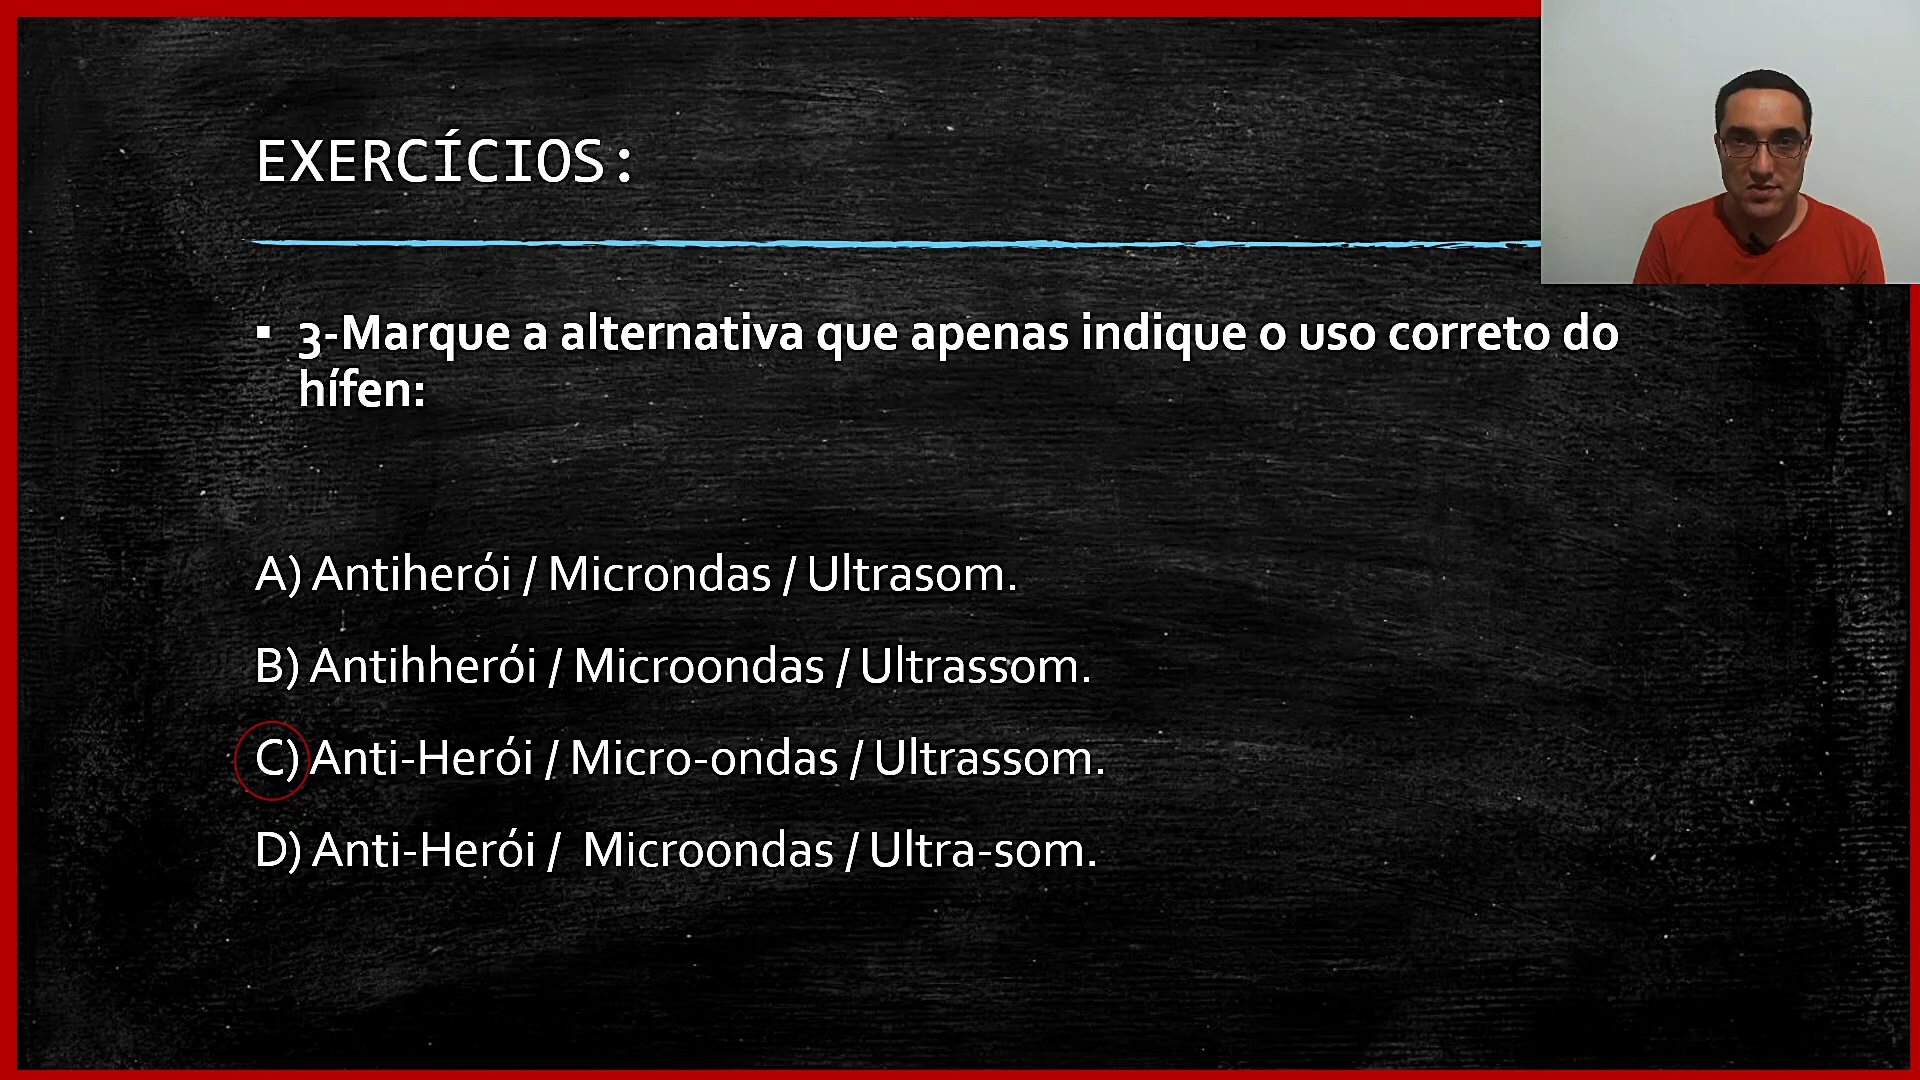 EXERCÍCIOS:
▪ 3-Marque a alternativa que apenas indique o uso correto do
hífen:
A) Antiherói / Microndas / Ultrasom.
B) Antihherói / Microondas / Ultrassom.
C) Anti-Herói / Micro-ondas / Ultrassom.
D) Anti-Herói /  Microondas / Ultra-som.